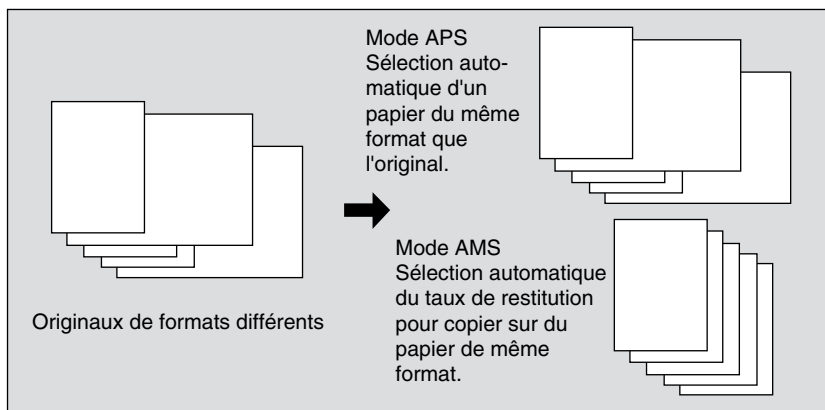 Mode APS
Sélection auto-
matique d'un
papier du même
format que
l'original.
Originaux de formats différents
Mode AMS
Sélection automatique
du taux de restitution
pour copier sur du
papier de même
format.